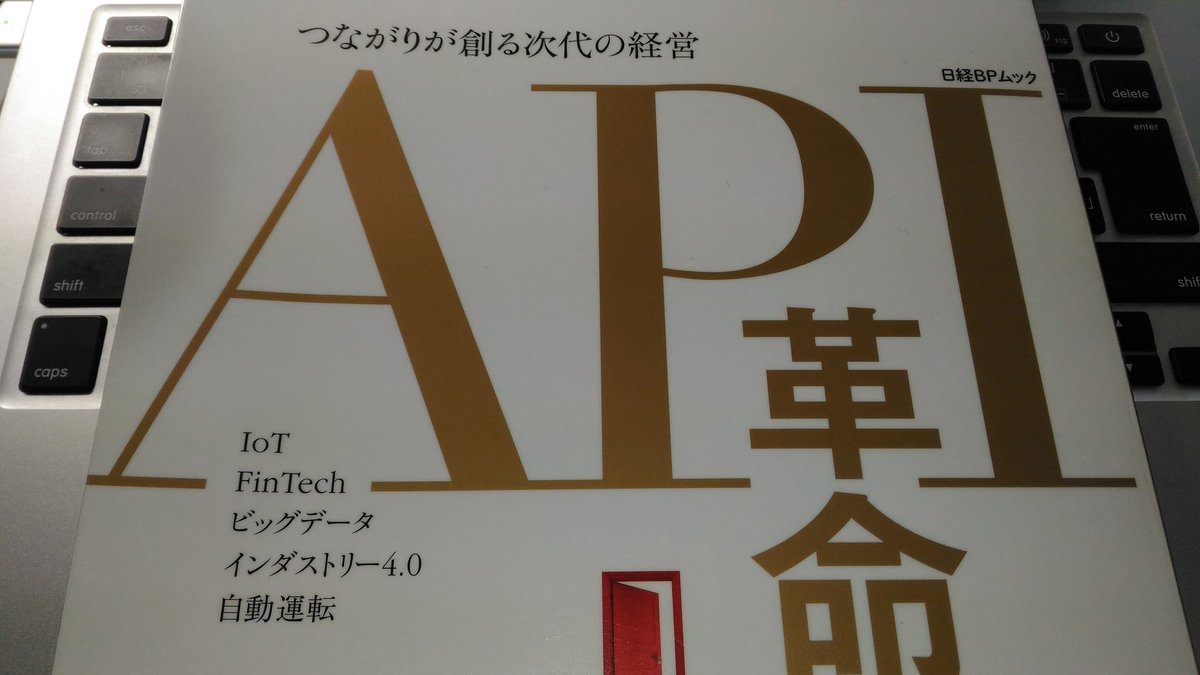 つながりが創る次代の経営
日経BPムック
API
革命
IoT
FinTech
ビッグデータ
インダストリー4.0
自動運転
esc
tab
control
shift
caps
F12
delete
enter
return
shif